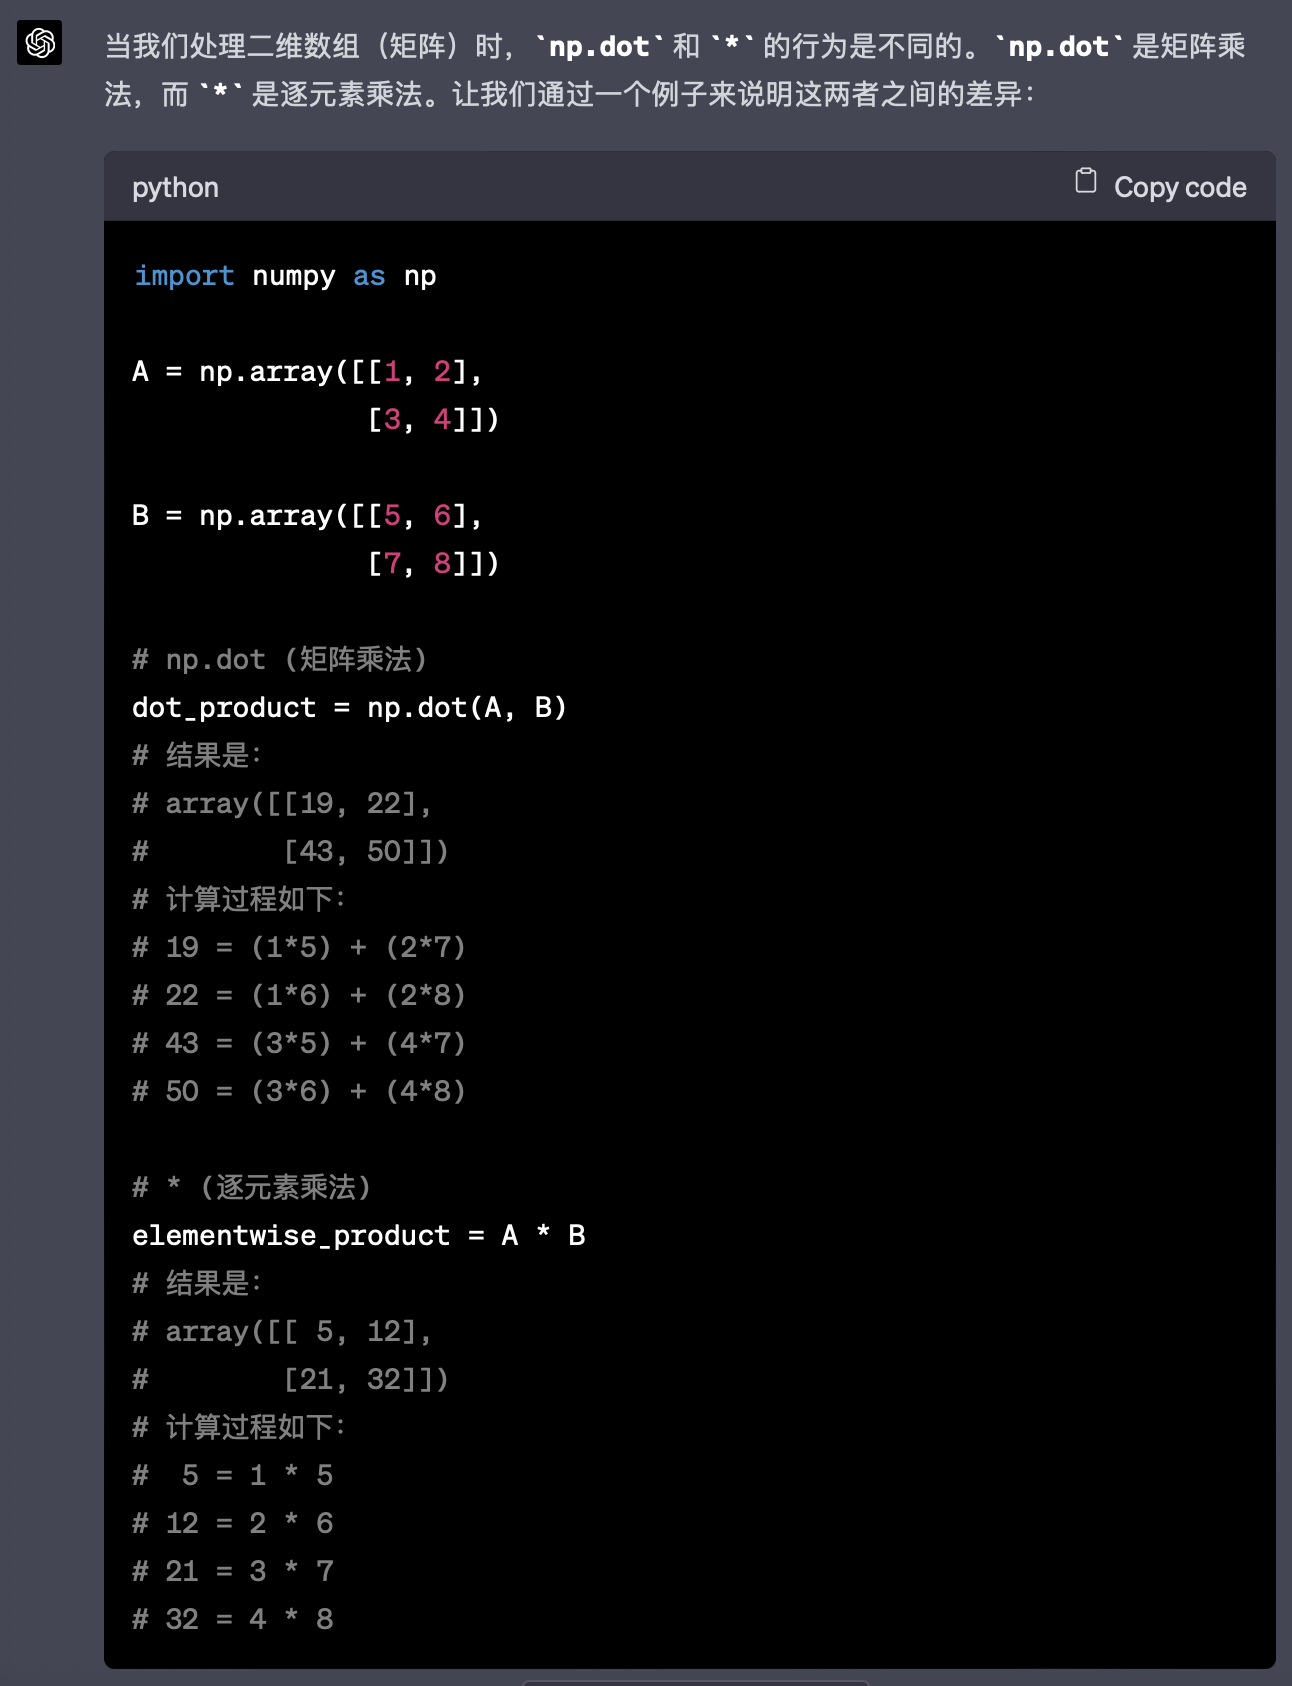 当我们处理二维数组（矩阵）时，`np.dot` 和 `*` 的行为是不同的。`np.dot` 是矩阵乘
法，而 `*` 是逐元素乘法。让我们通过一个例子来说明这两者之间的差异：
python
Copy code
import numpy as np
A = np.array([[1, 2],
              [3, 4]])
B = np.array([[5, 6],
              [7, 8]])
# np.dot (矩阵乘法)
dot_product = np.dot(A, B)
# 结果是：
# array([[19, 22],
#        [43, 50]])
# 计算过程如下：
# 19 = (1*5) + (2*7)
# 22 = (1*6) + (2*8)
# 43 = (3*5) + (4*7)
# 50 = (3*6) + (4*8)
# * (逐元素乘法)
elementwise_product = A * B
# 结果是：
# array([[ 5, 12],
#        [21, 32]])
# 计算过程如下：
#  5 = 1 * 5
# 12 = 2 * 6
# 21 = 3 * 7
# 32 = 4 * 8